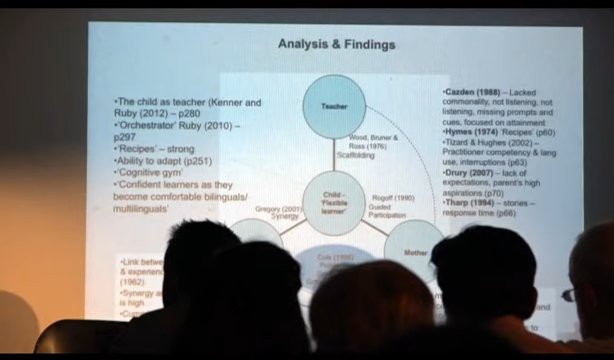 Analysis & Findings
•The child as teacher (Kenner and
Ruby (2012) – p280
•'Orchestrator' Ruby (2010) –
p297
•'Recipes' – strong
•Ability to adapt (p251)
•'Cognitive gym'
•'Confident learners as they
become comfortable bilinguals/
multilinguals'
Teacher
Wood, Bruner &
Ross (1976)
Scaffolding
Child –
'Flexible
learner'
Gregory (2001)
Synergy
Rogoff (1990)
Guided
Participation
Mother
•Cazden (1988) – Lacked
commonality, not listening, not
listening, missing prompts and
cues, focused on attainment
•Hymes (1974) 'Recipes' (p60)
•Tizard & Hughes (2002) –
Practitioner competency & lang
use, interruptions (p63)
•Drury (2007) – lack of
expectations, parent's high
aspirations (p70)
•Tharp (1994) – stories –
response time (p66)
•Link
& experien
(1962)
•Synergy
is high
and
to